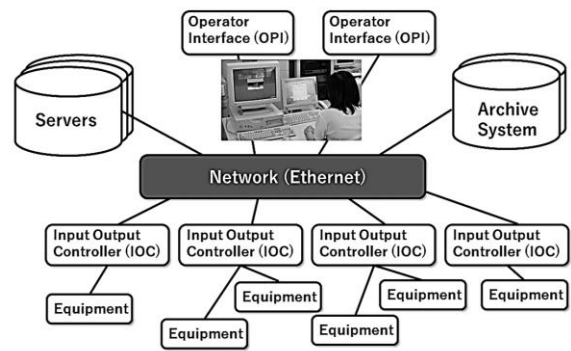 Operator
Interface (OPI)
Operator
Interface (OPI)
Servers
Archive
System
Network (Ethernet)
Input Output
Controller (IOC)
Input Output
Controller (IOC)
Input Output
Controller (IOC)
Input Output
Controller (IOC)
Equipment
Equipment
Equipment
Equipment
Equipment
Equipment